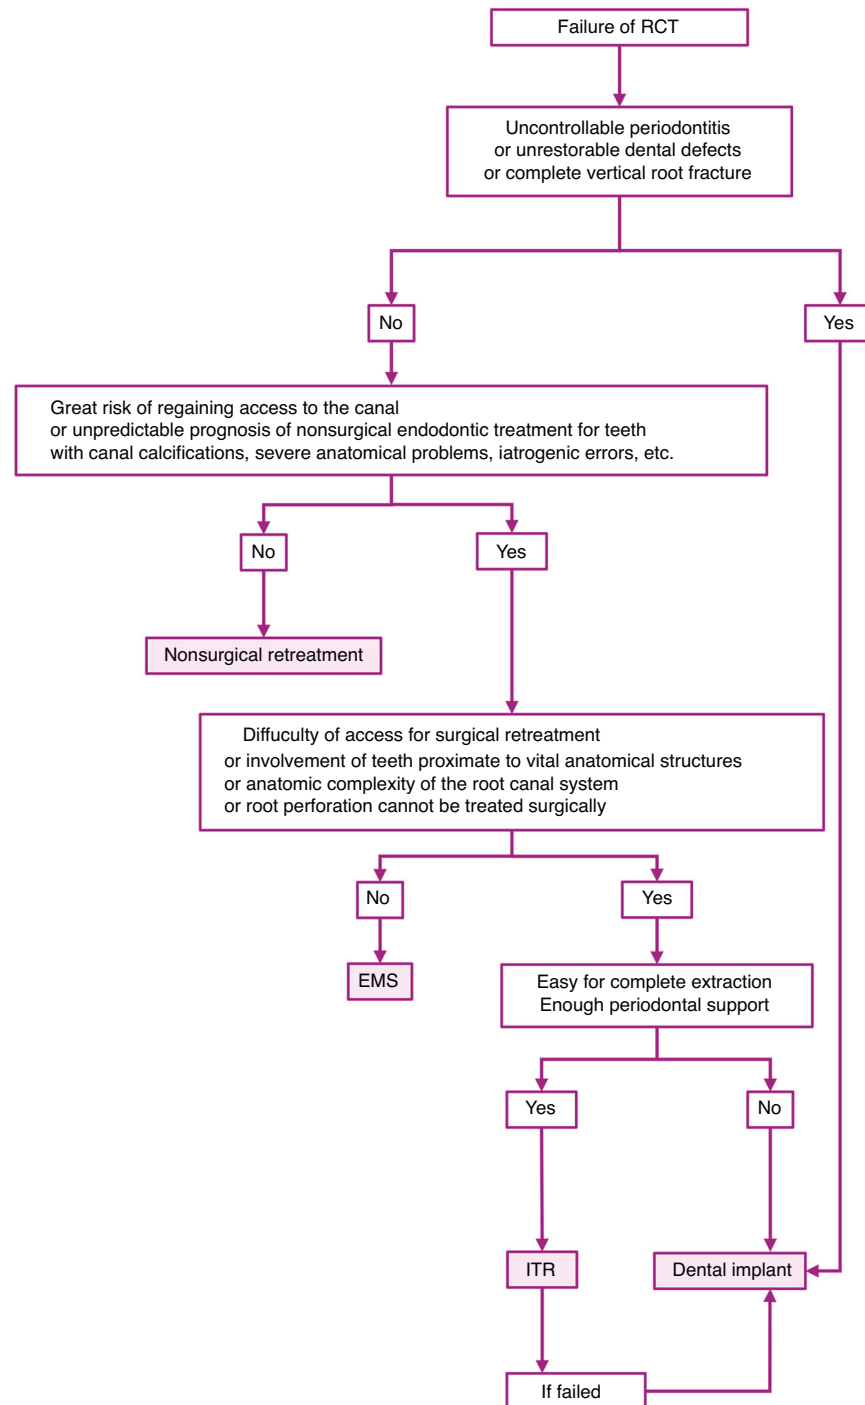 Failure of RCT
Uncontrollable periodontitis
or unrestorable dental defects
or complete vertical root fracture
No
Yes
Great risk of regaining access to the canal
or unpredictable prognosis of nonsurgical endodontic treatment for teeth
with canal calcifications, severe anatomical problems, iatrogenic errors, etc.
No
Yes
Nonsurgical retreatment
Diffuculty of access for surgical retreatment
or involvement of teeth proximate to vital anatomical structures
or anatomic complexity of the root canal system
or root perforation cannot be treated surgically
No
Yes
EMS
Easy for complete extraction
Enough periodontal support
Yes
No
ITR
Dental implant
If failed